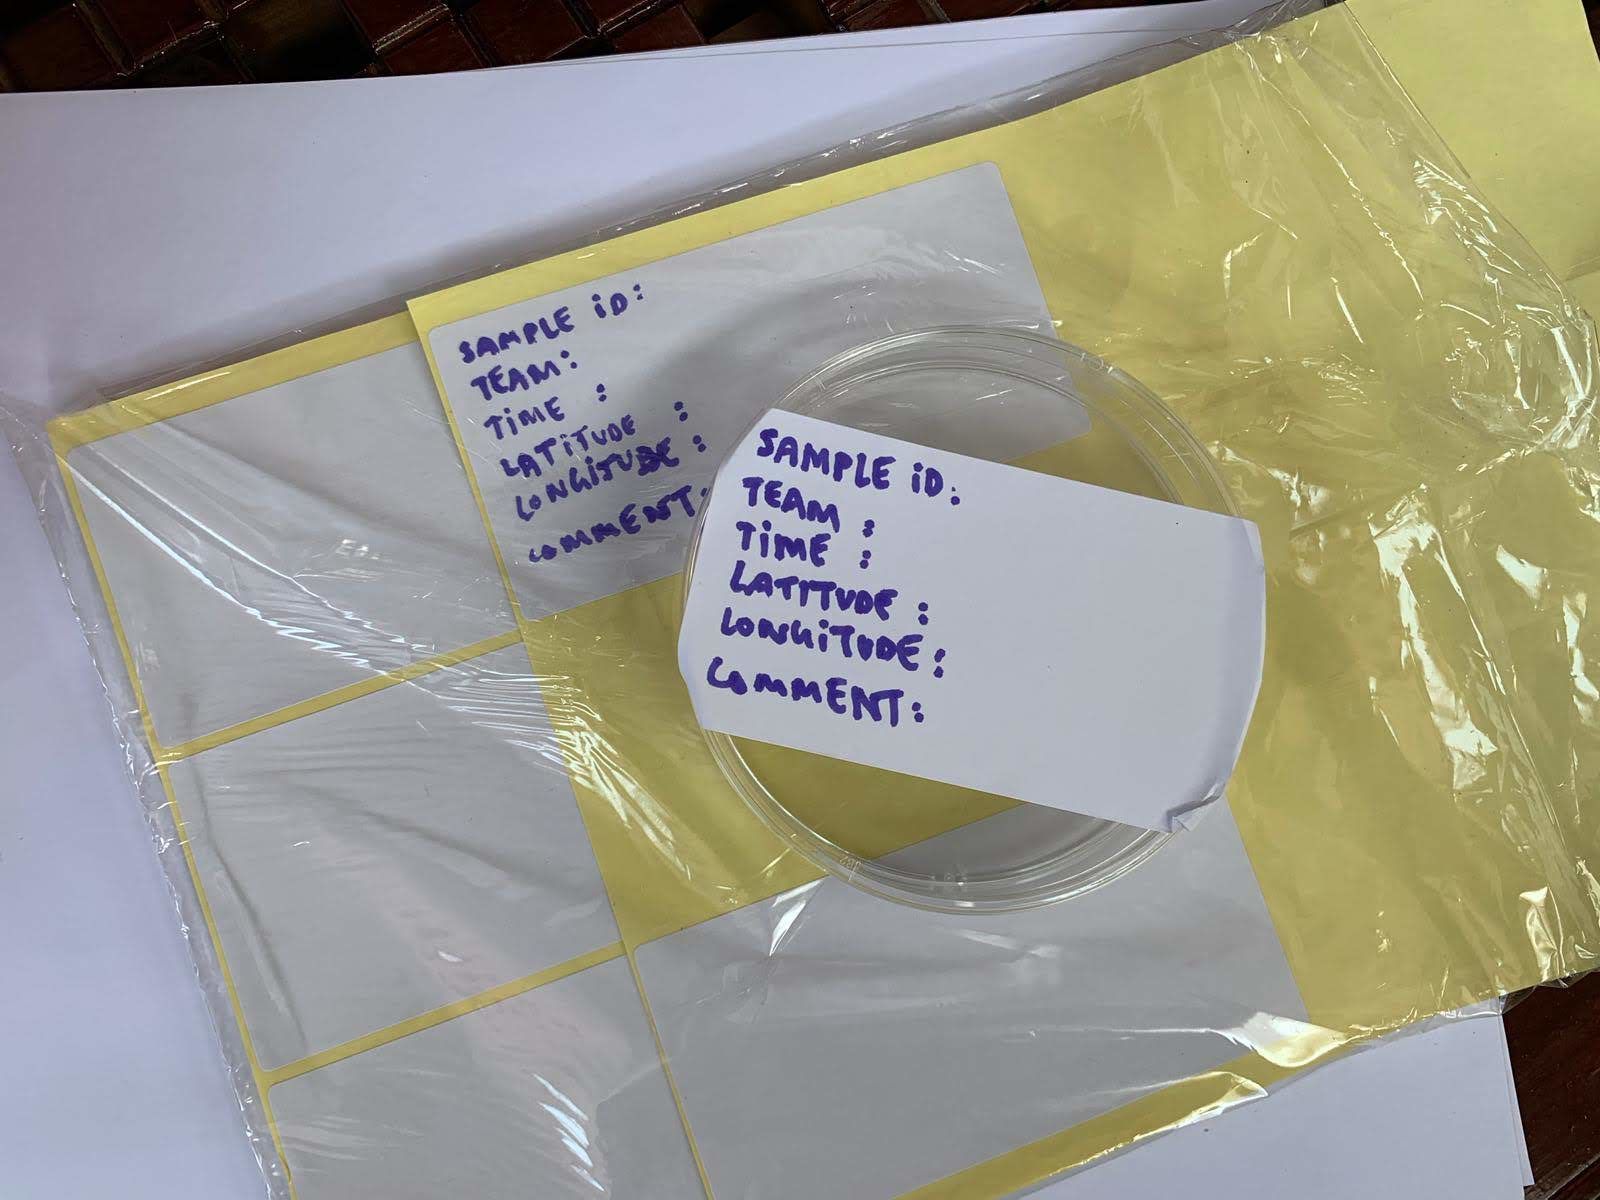 SAMPLE iD:
TEAM:
TiME :
LATiTUDE :
LONGiTUDE :
COMMENT:
SAMPLE iD:
TEAM :
TiME :
LATITUDE :
LONGiTUDE :
COMMENT: